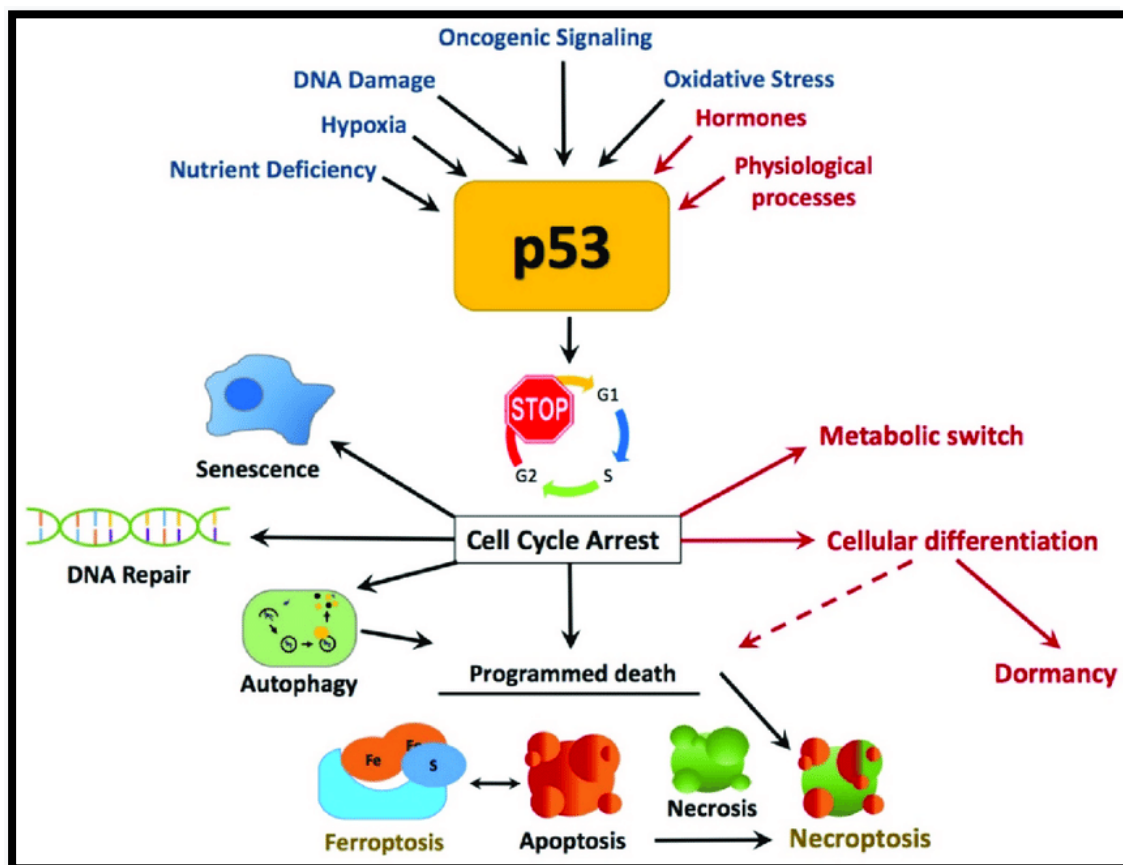 Oncogenic Signaling
DNA Damage
Oxidative Stress
Hypoxia
Hormones
Nutrient Deficiency
Physiological
processes
p53
STOP
G1
G2
S
Senescence
Metabolic switch
Cell Cycle Arrest
Cellular differentiation
DNA Repair
Autophagy
Programmed death
Dormancy
Fe
Fe
S
Necrosis
Ferroptosis
Apoptosis
Necroptosis